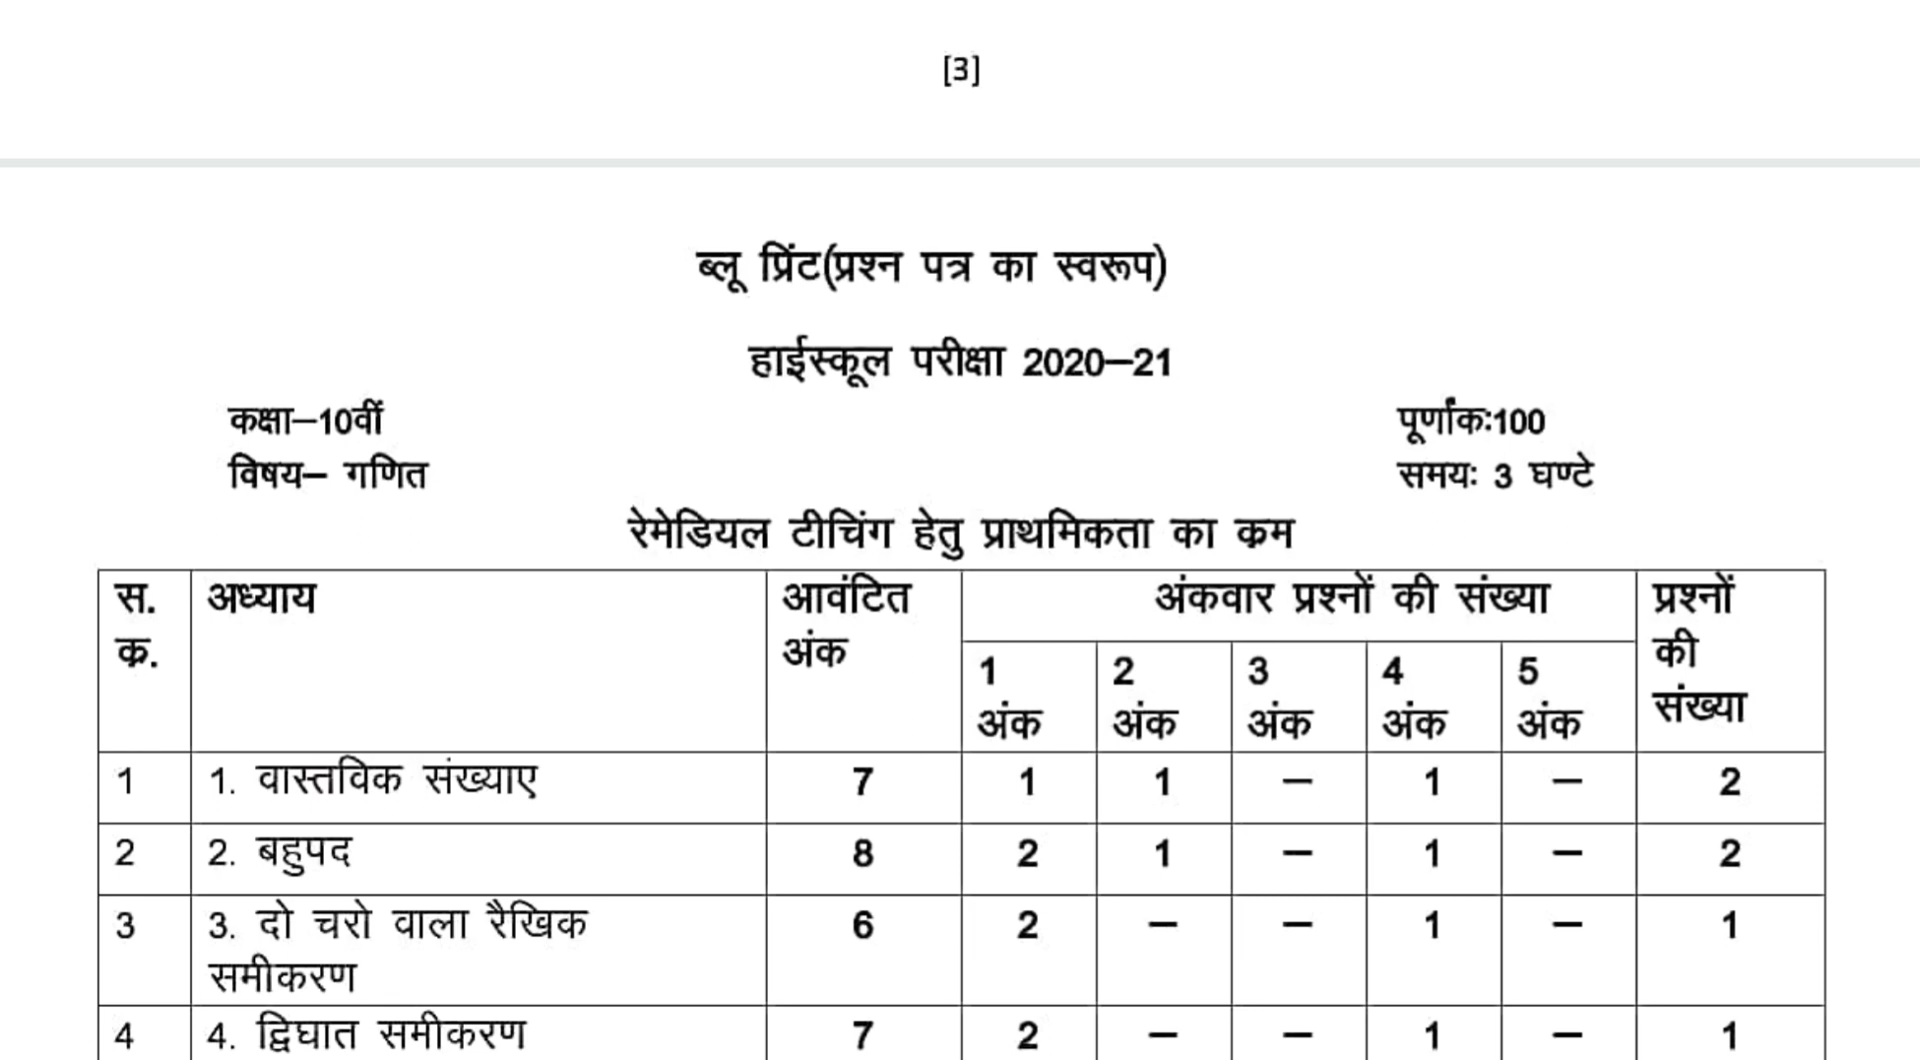 [3]
ब्लू प्रिंट(प्रश्न पत्र का स्वरूप)
हाईस्कूल परीक्षा 2020–21
कक्षा–10वीं पूर्णांक:100
विषय– गणित समय: 3 घण्टे
रेमेडियल टीचिंग हेतु प्राथमिकता का क्रम
स. क्र. अध्याय आवंटित अंक अंकवार प्रश्नों की संख्या प्रश्नों की संख्या
1 अंक 2 अंक 3 अंक 4 अंक 5 अंक
1 1. वास्तविक संख्याए 7 1 1 – 1 – 2
2 2. बहुपद 8 2 1 – 1 – 2
3 3. दो चरो वाला रैखिक 6 2 – – 1 – 1
समीकरण
4 4. द्विघात समीकरण 7 2 – – 1 – 1